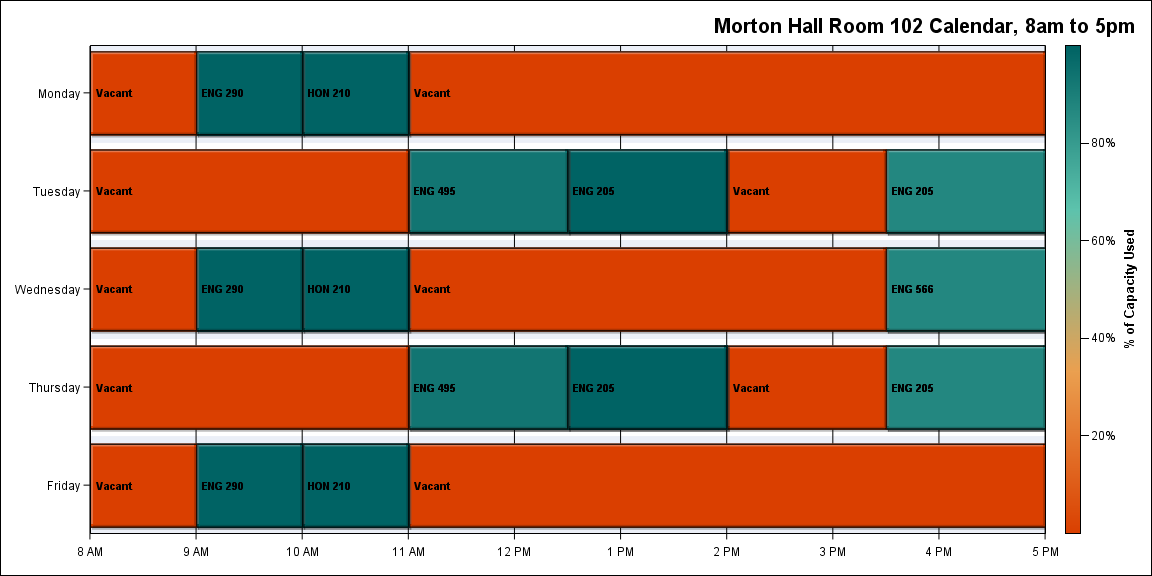 Morton Hall Room 102 Calendar, 8am to 5pm
Monday
Vacant
ENG 290
HON 210
Vacant
Tuesday
Vacant
ENG 495
ENG 205
Vacant
ENG 205
Wednesday
Vacant
ENG 290
HON 210
Vacant
ENG 566
Thursday
Vacant
ENG 495
ENG 205
Vacant
ENG 205
Friday
Vacant
ENG 290
HON 210
Vacant
8 AM
9 AM
10 AM
11 AM
12 PM
1 PM
2 PM
3 PM
4 PM
5 PM
80%
60%
40%
20%
% of Capacity Used